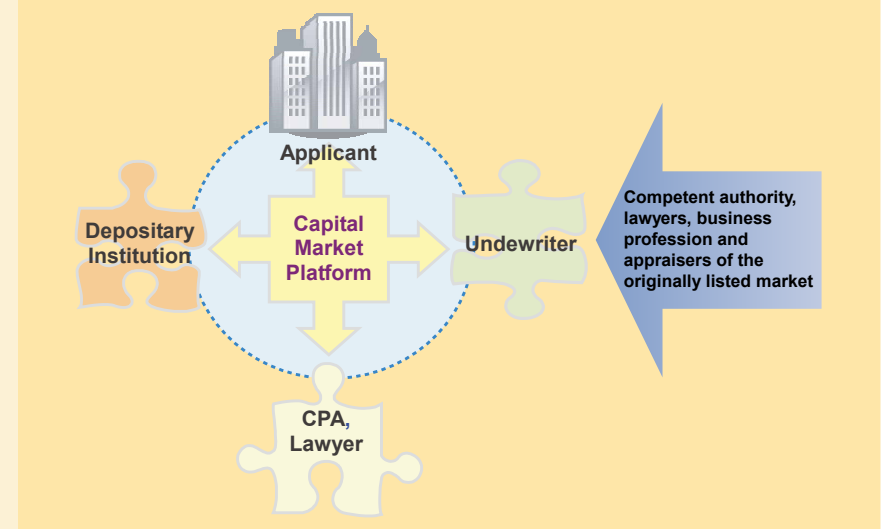 Applicant
Depositary
Institution
Capital
Market
Platform
Undewriter
Competent authority,
lawyers, business
profession and
appraisers of the
originally listed market
CPA,
Lawyer